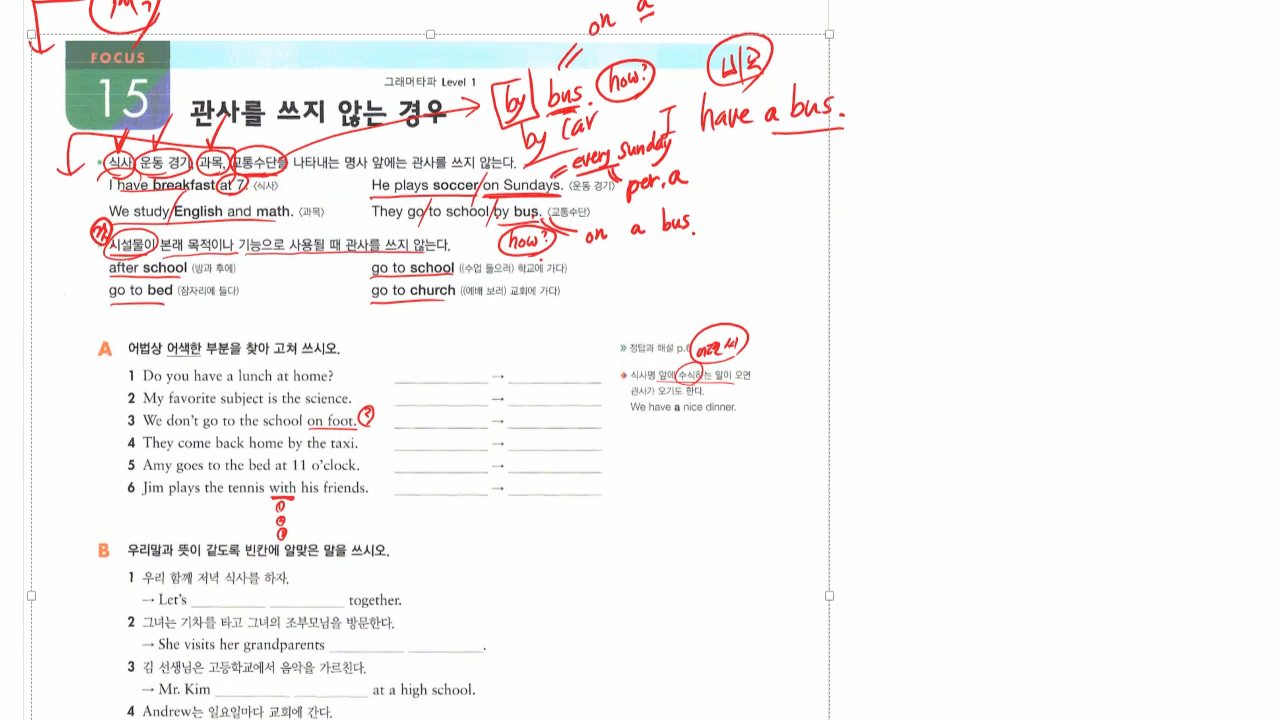 on a
FOCUS
15
그래머타파 Level 1
관사를 쓰지 않는 경우
by bus. how?
by Car
비교
I have a bus.
식사, 운동 경기, 과목, 교통수단을 나타내는 명사 앞에는 관사를 쓰지 않는다.
every Sunday
per. a
I have breakfast at 7. 〈식사〉
He plays soccer on Sundays. 〈운동 경기〉
We study English and math. 〈과목〉
They go to school by bus. 〈교통수단〉
how?
on a bus.
시설물이 본래 목적이나 기능으로 사용될 때 관사를 쓰지 않는다.
after school (방과 후에)
go to school ((수업 들으러) 학교에 가다)
go to bed (잠자리에 들다)
go to church ((예배 보러) 교회에 가다)
A 어법상 어색한 부분을 찾아 고쳐 쓰시오.
정답과 해설 p.
1 Do you have a lunch at home? →
2 My favorite subject is the science. →
3 We don't go to the school on foot. →
4 They come back home by the taxi. →
5 Amy goes to the bed at 11 o'clock. →
6 Jim plays the tennis with his friends. →
식사명 앞에 수식하는 말이 오면
관사가 오기도 한다.
We have a nice dinner.
B 우리말과 뜻이 같도록 빈칸에 알맞은 말을 쓰시오.
1 우리 함께 저녁 식사를 하자.
→ Let's together.
2 그녀는 기차를 타고 그녀의 조부모님을 방문한다.
→ She visits her grandparents .
3 김 선생님은 고등학교에서 음악을 가르친다.
→ Mr. Kim at a high school.
4 Andrew는 일요일마다 교회에 간다.